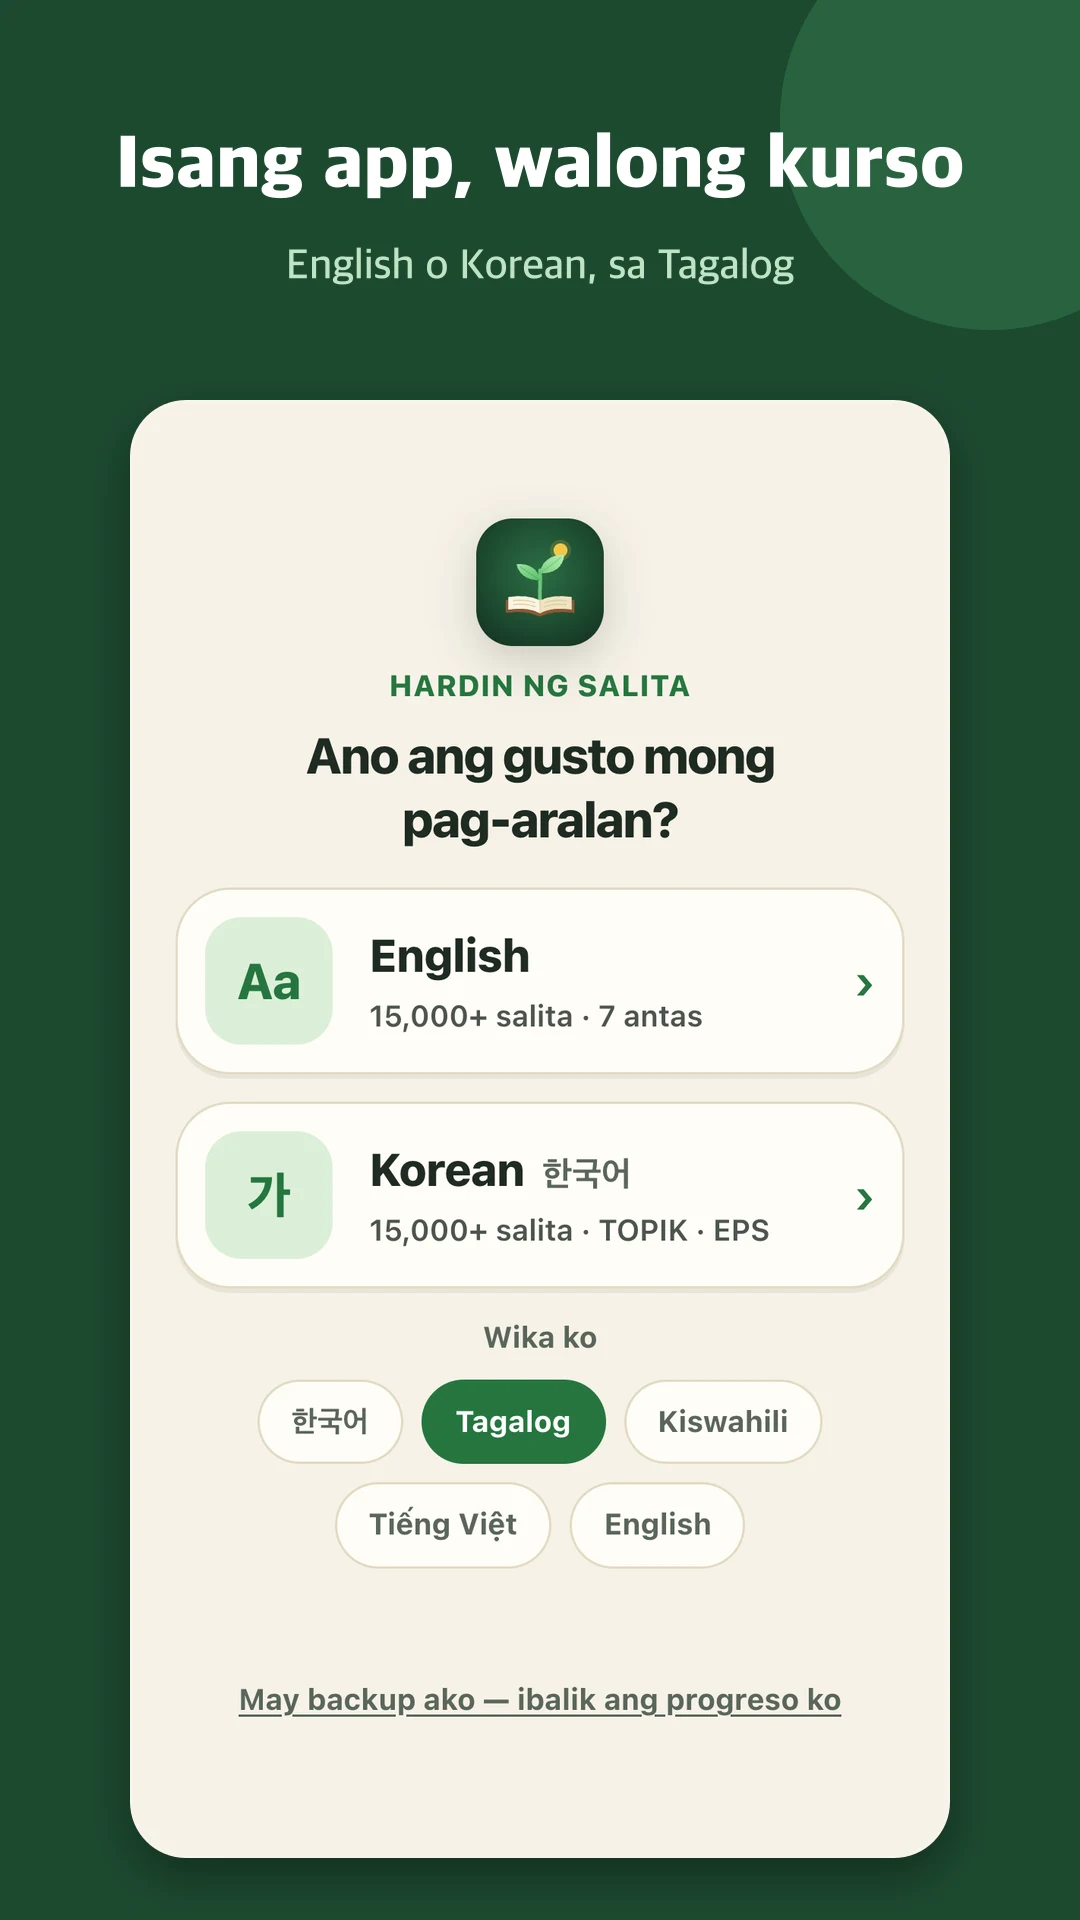 Isang app, walong kurso
English o Korean, sa Tagalog
HARDIN NG SALITA
Ano ang gusto mong
pag-aralan?
Aa
English
15,000+ salita · 7 antas
›
가
Korean 한국어
15,000+ salita · TOPIK · EPS
›
Wika ko
한국어
Tagalog
Kiswahili
Tiếng Việt
English
May backup ako — ibalik ang progreso ko